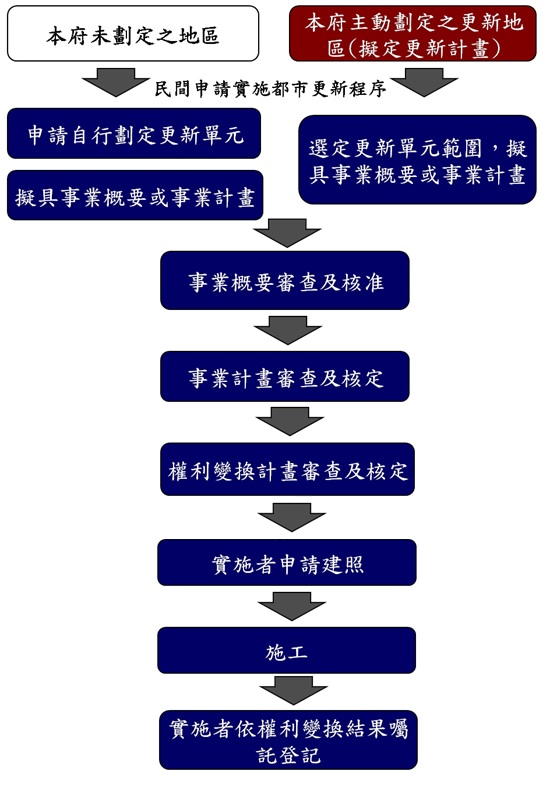 本府未劃定之地區
本府主動劃定之更新地
區(擬定更新計畫)
民間申請實施都市更新程序
申請自行劃定更新單元
擬具事業概要或事業計畫
選定更新單元範圍，擬
具事業概要或事業計畫
事業概要審查及核准
事業計畫審查及核定
權利變換計畫審查及核定
實施者申請建照
施工
實施者依權利變換結果囑
託登記